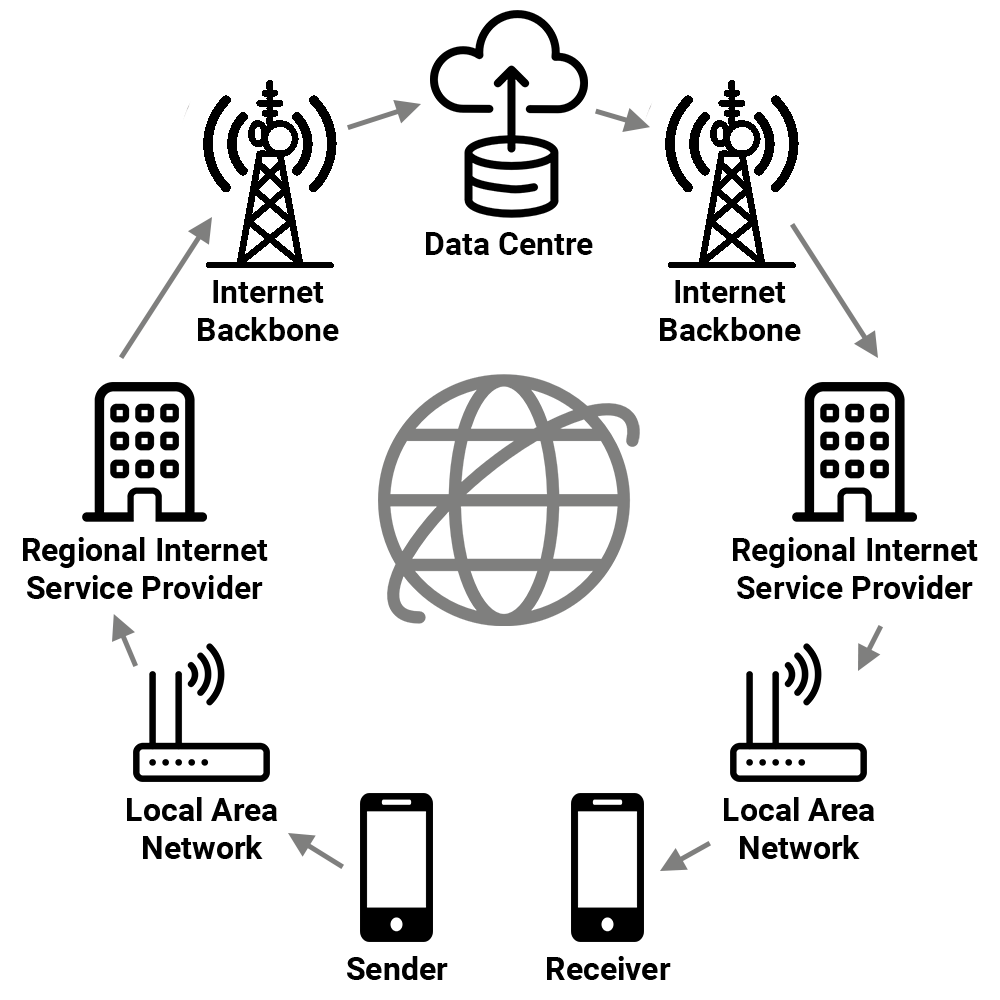 Data Centre
Internet
Backbone
Internet
Backbone
Regional Internet
Service Provider
Regional Internet
Service Provider
Local Area
Network
Local Area
Network
Sender
Receiver